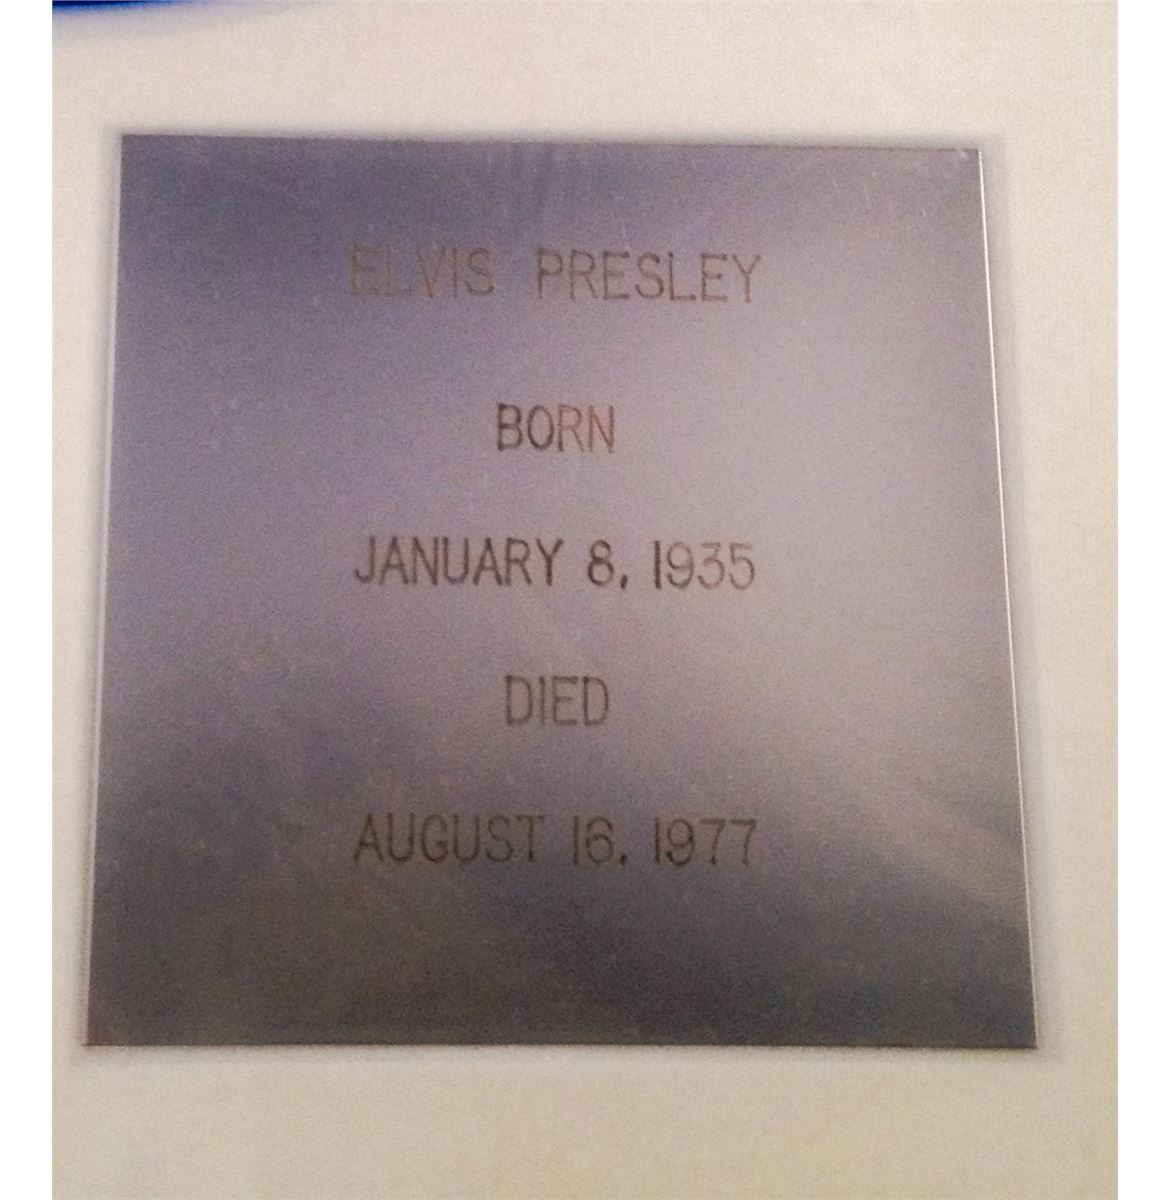 ELVIS PRESLEY
BORN
JANUARY 8, 1935
DIED
AUGUST 16, 1977